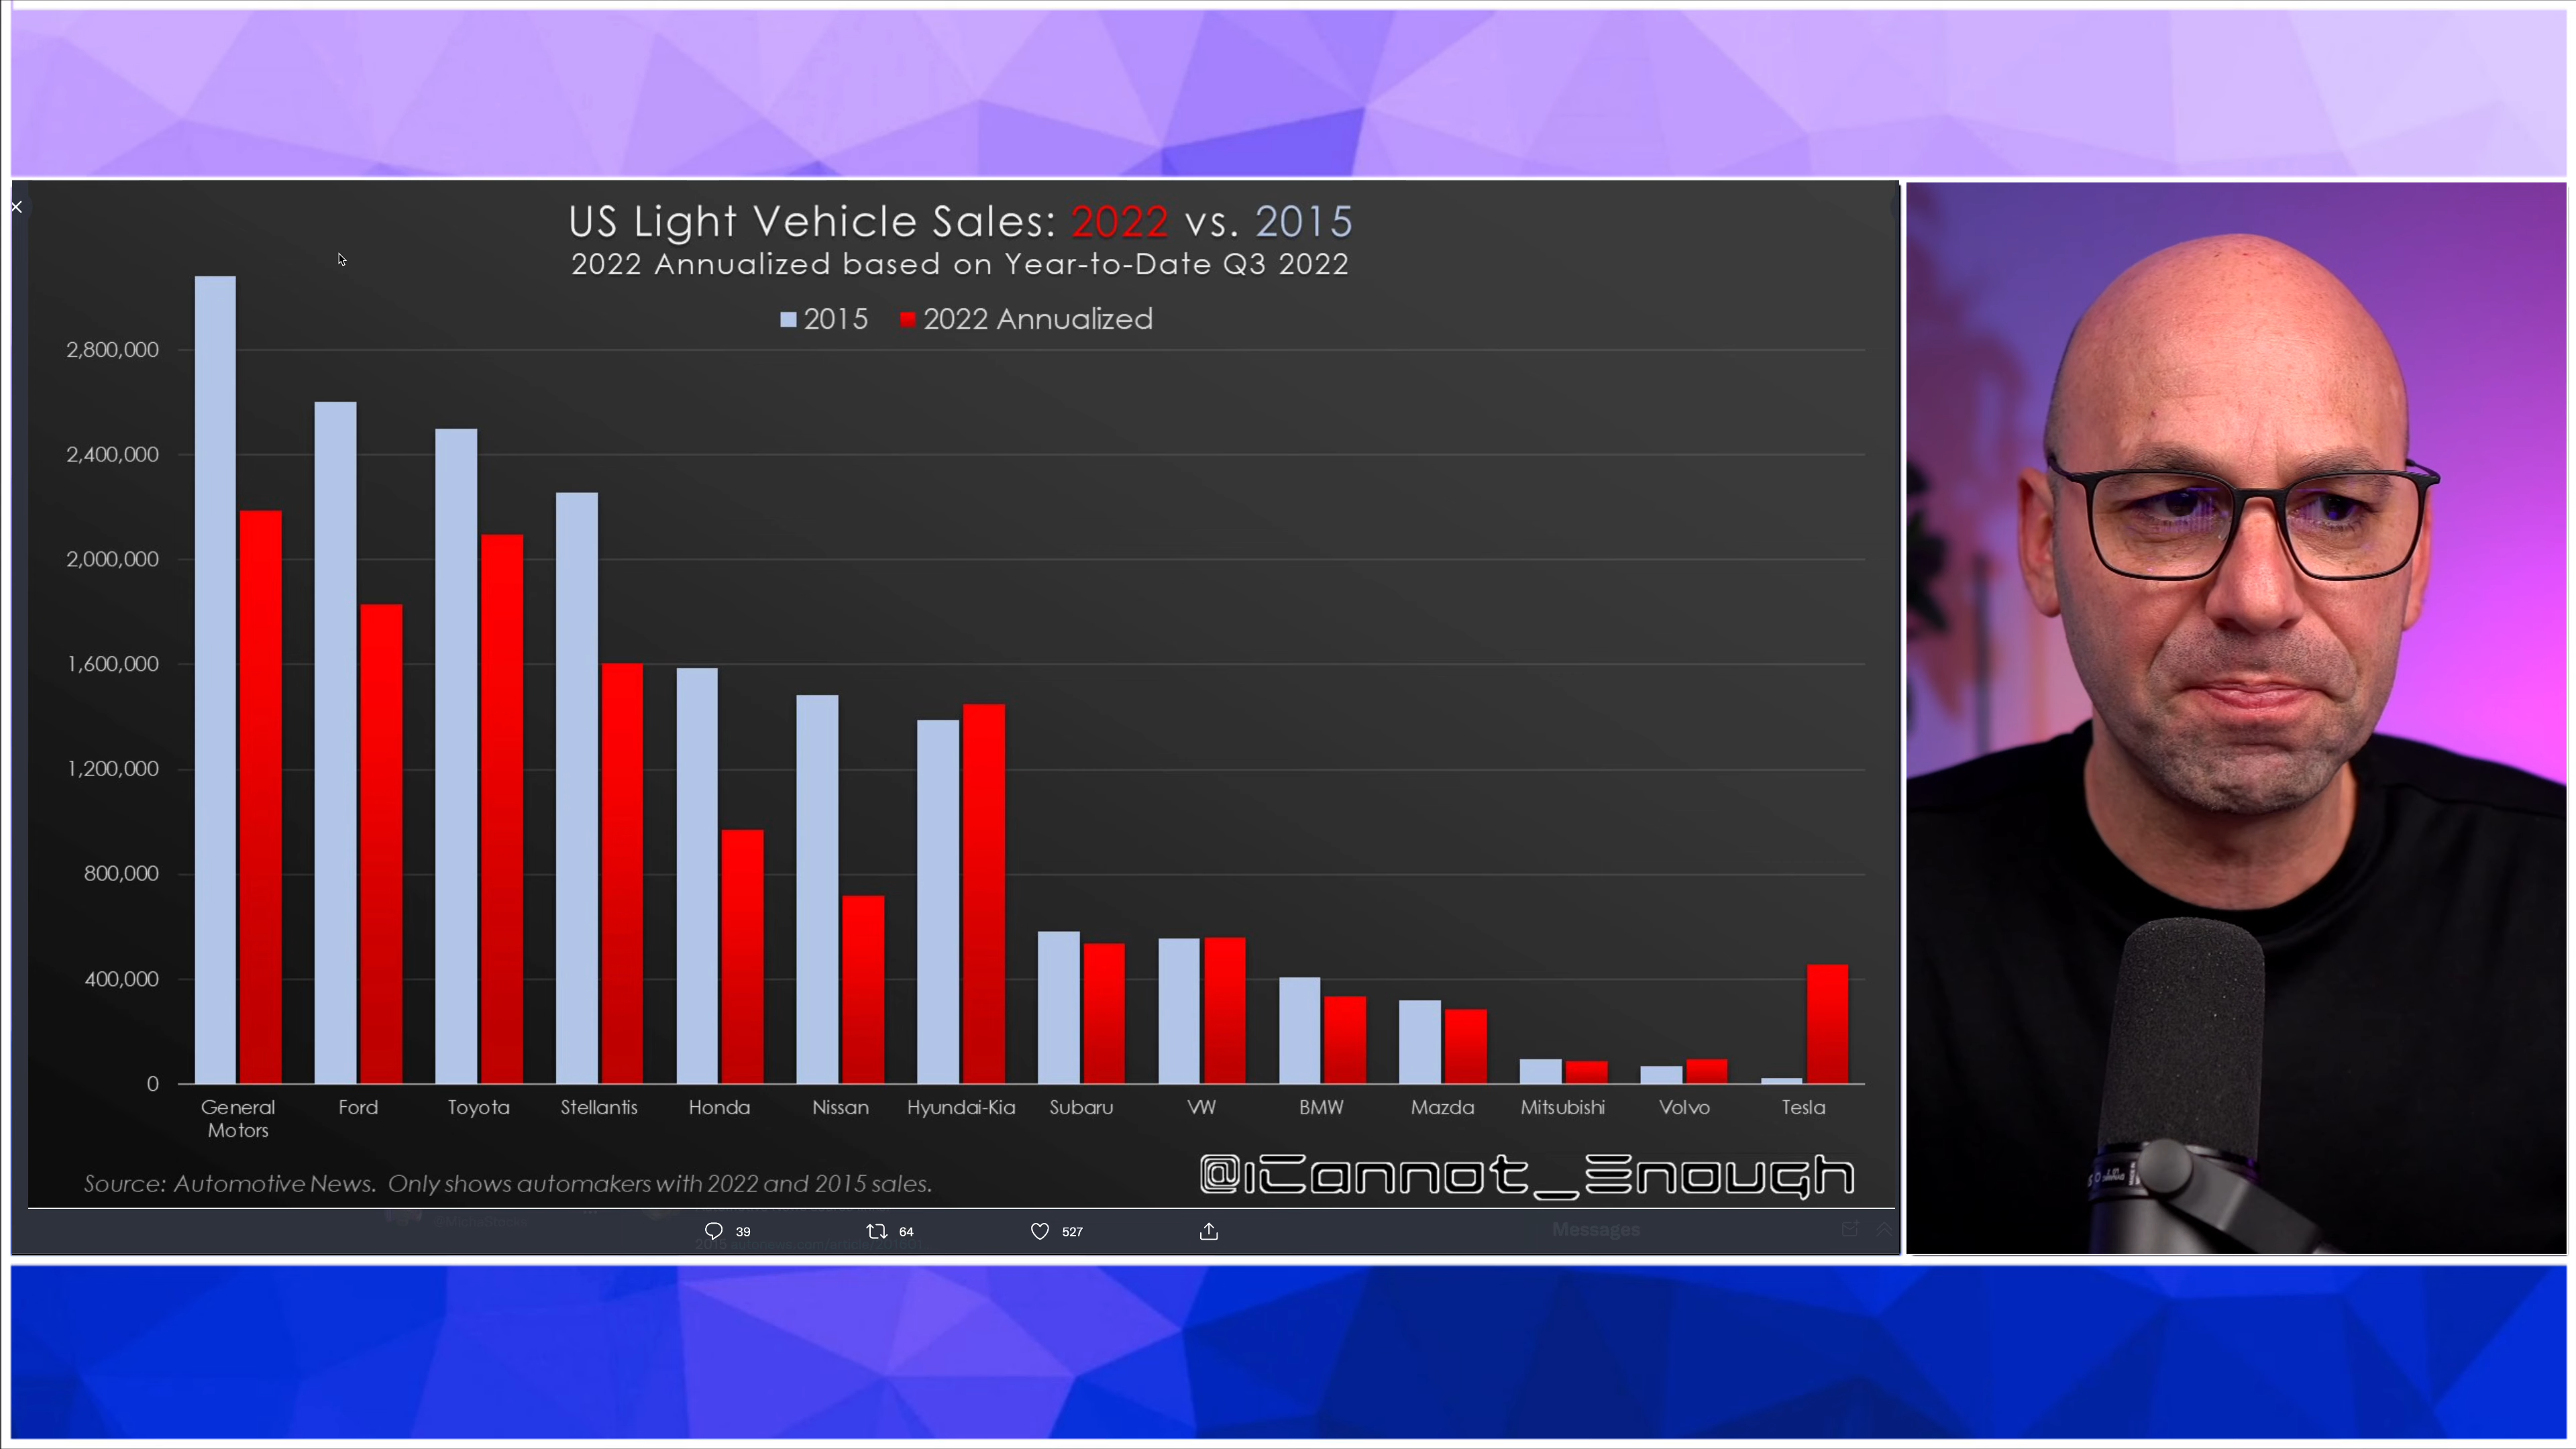 US Light Vehicle Sales: 2022 vs. 2015
2022 Annualized based on Year-to-Date Q3 2022
2015 2022 Annualized
2,800,000
2,400,000
2,000,000
1,600,000
1,200,000
800,000
400,000
0
General Motors
Ford
Toyota
Stellantis
Honda
Nissan
Hyundai-Kia
Subaru
VW
BMW
Mazda
Mitsubishi
Volvo
Tesla
Source: Automotive News. Only shows automakers with 2022 and 2015 sales.
@iCannot_Enough
39 64 527
Messages